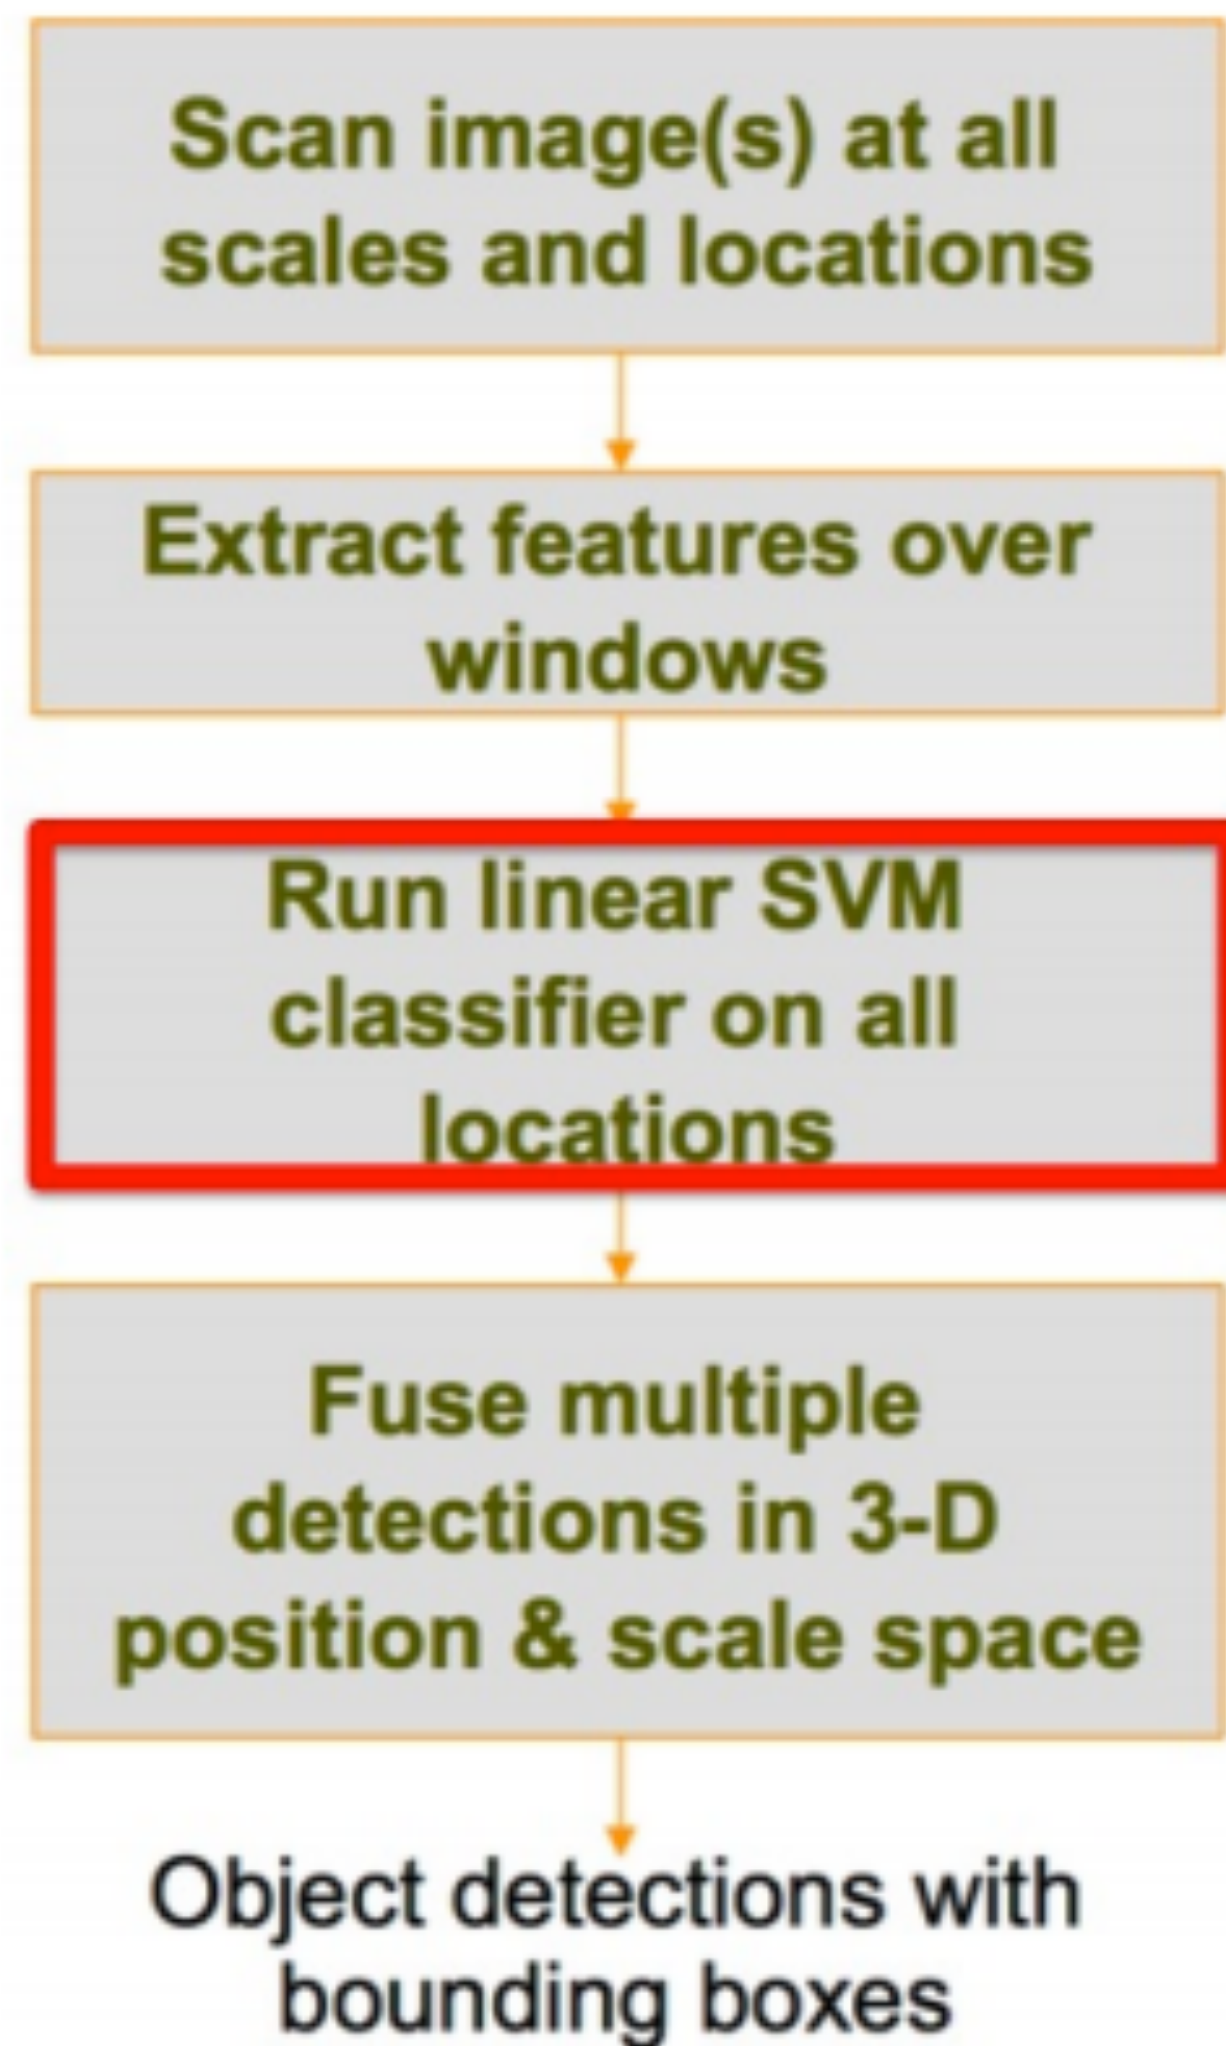 Scan image(s) at all
scales and locations
Extract features over
windows
Run linear SVM
classifier on all
locations
Fuse multiple
detections in 3-D
position & scale space
Object detections with
bounding boxes